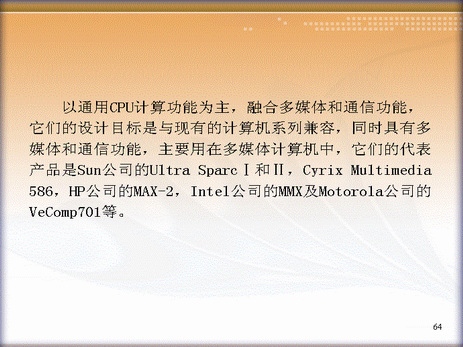 以通用CPU计算功能为主，融合多媒体和通信功能，
它们的设计目标是与现有的计算机系列兼容，同时具有多
媒体和通信功能，主要用在多媒体计算机中，它们的代表
产品是Sun公司的Ultra SparcⅠ和Ⅱ，Cyrix Multimedia
586，HP公司的MAX-2，Intel公司的MMX及Motorola公司的
VeComp701等。
64